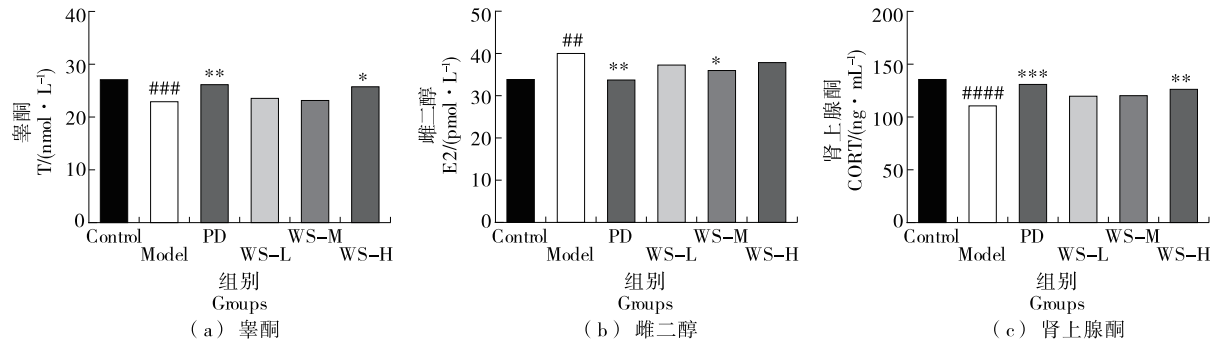 40
30
20
10
0
睾酮
T/(nmol·L⁻¹)
###
**
*
Control
Model
PD
WS-L
WS-M
WS-H
组别
Groups
(a) 睾酮
50
40
30
20
10
0
雌二醇
E2/(pmol·L⁻¹)
##
**
*
Control
Model
PD
WS-L
WS-M
WS-H
组别
Groups
(b) 雌二醇
200
150
100
50
0
肾上腺酮
CORT/(ng·mL⁻¹)
####
***
**
Control
Model
PD
WS-L
WS-M
WS-H
组别
Groups
(c) 肾上腺酮